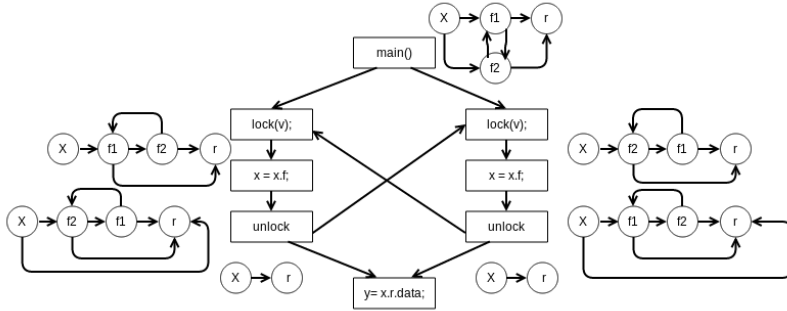 X f1 r
f2
main()
lock(v);
lock(v);
X f1 f2 r
X f2 f1 r
x = x.f;
x = x.f;
X f2 f1 r
X f1 f2 r
unlock
unlock
X r
X r
y= x.r.data;